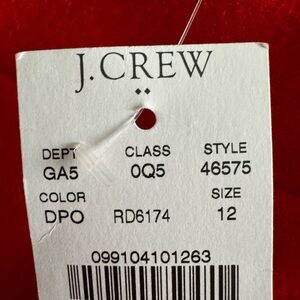 J.CREW
DEPT CLASS STYLE
GA5 0Q5 46575
COLOR SIZE
DPO RD6174 12
099104101263